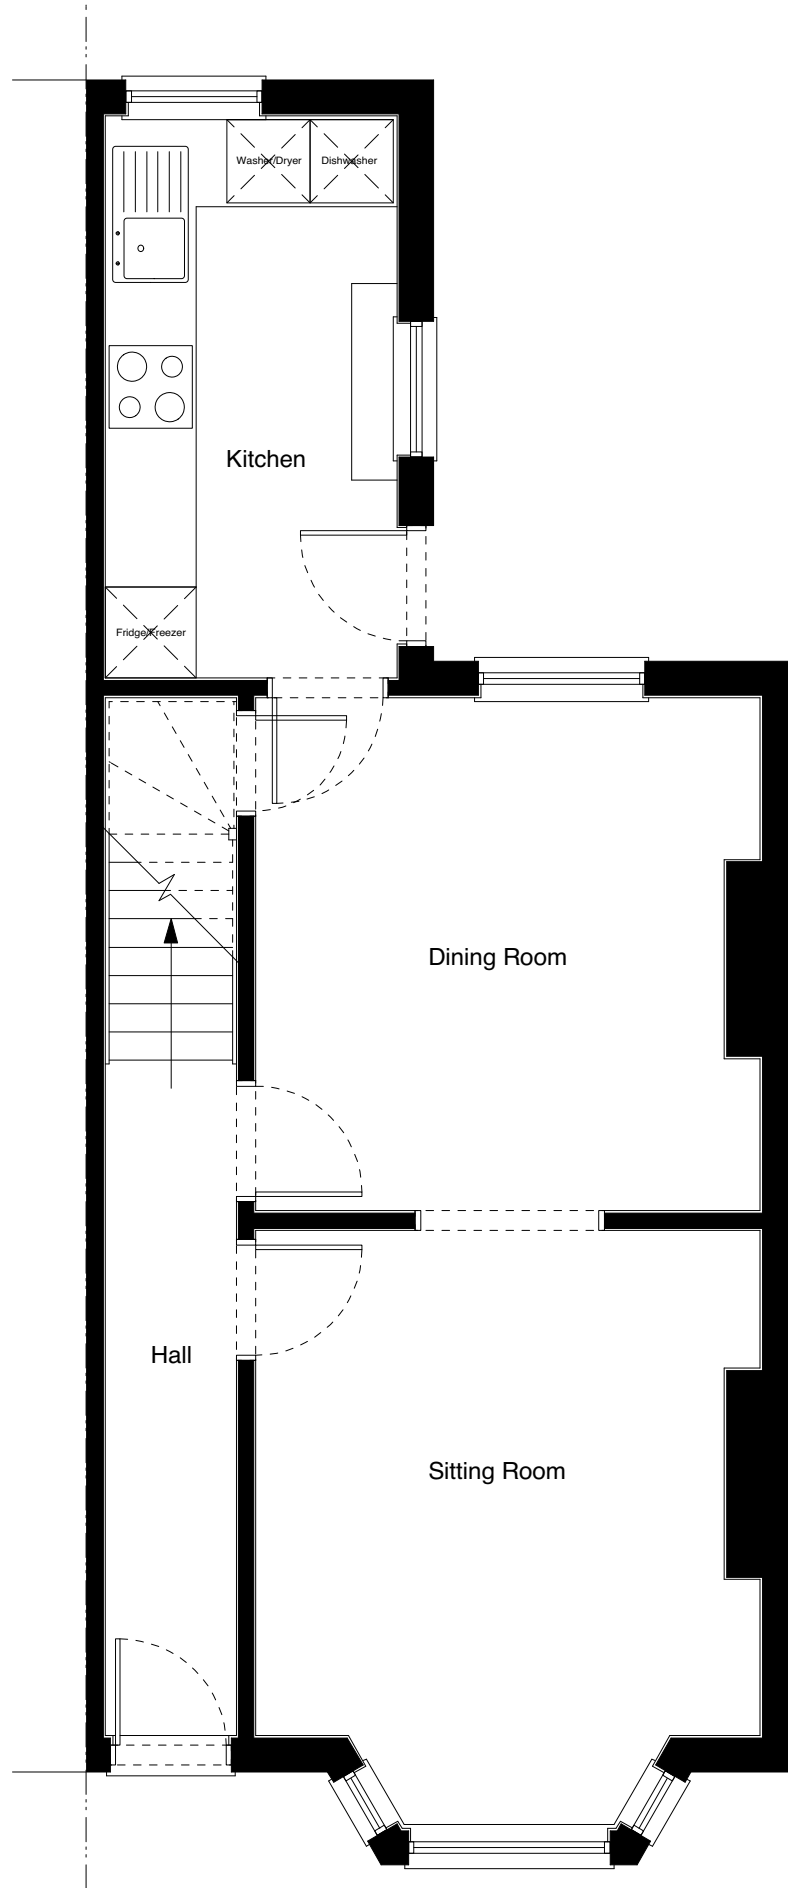 Washer/Dryer
Dishwasher
Kitchen
Fridge/Freezer
Dining Room
Hall
Sitting Room